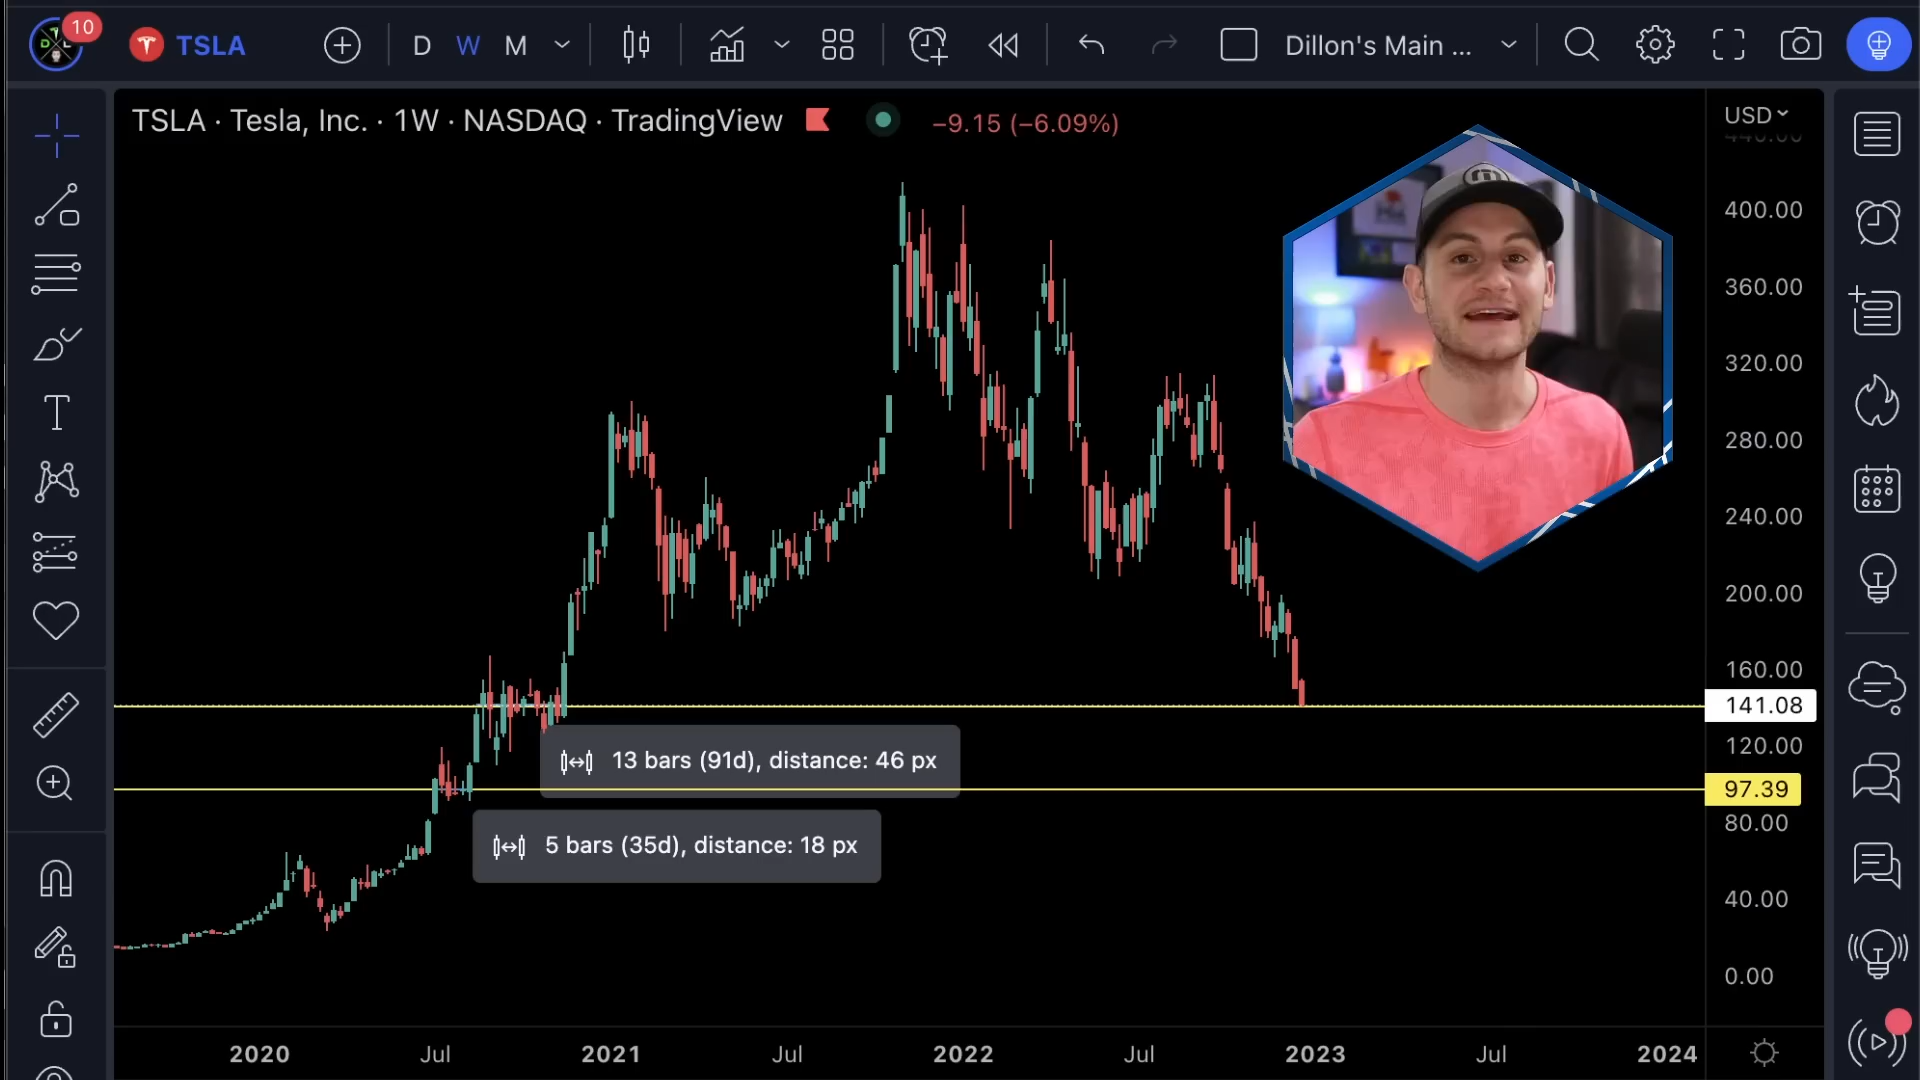 10
TSLA
D W M
Dillon's Main ...
TSLA · Tesla, Inc. · 1W · NASDAQ · TradingView
−9.15 (−6.09%)
USD
440.00
400.00
360.00
320.00
280.00
240.00
200.00
160.00
141.08
120.00
97.39
80.00
40.00
0.00
13 bars (91d), distance: 46 px
5 bars (35d), distance: 18 px
2020 Jul 2021 Jul 2022 Jul 2023 Jul 2024